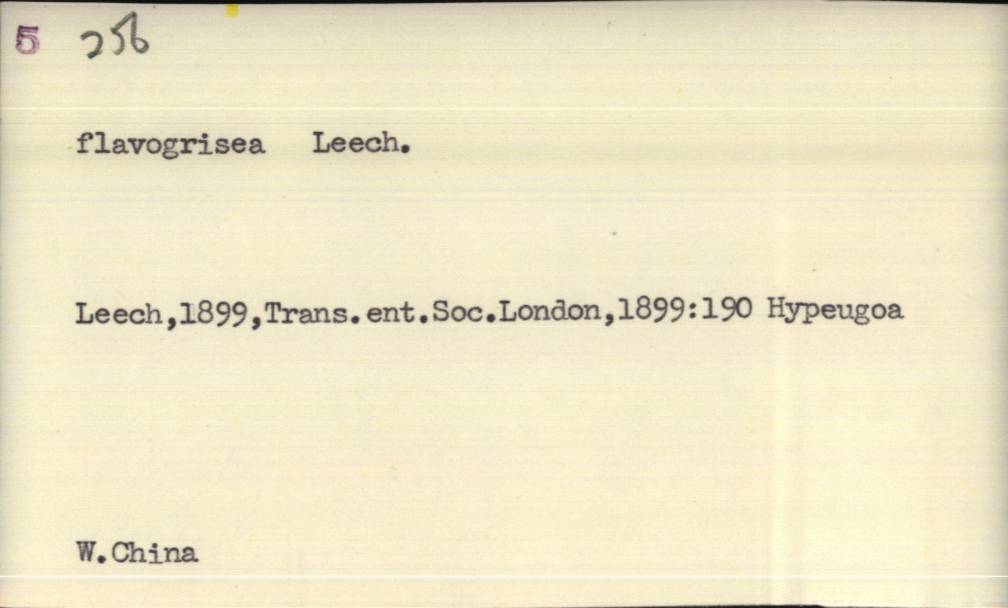 5 256
flavogrisea Leech.
Leech,1899,Trans.ent.Soc.London,1899:190 Hypeugoa
W.China